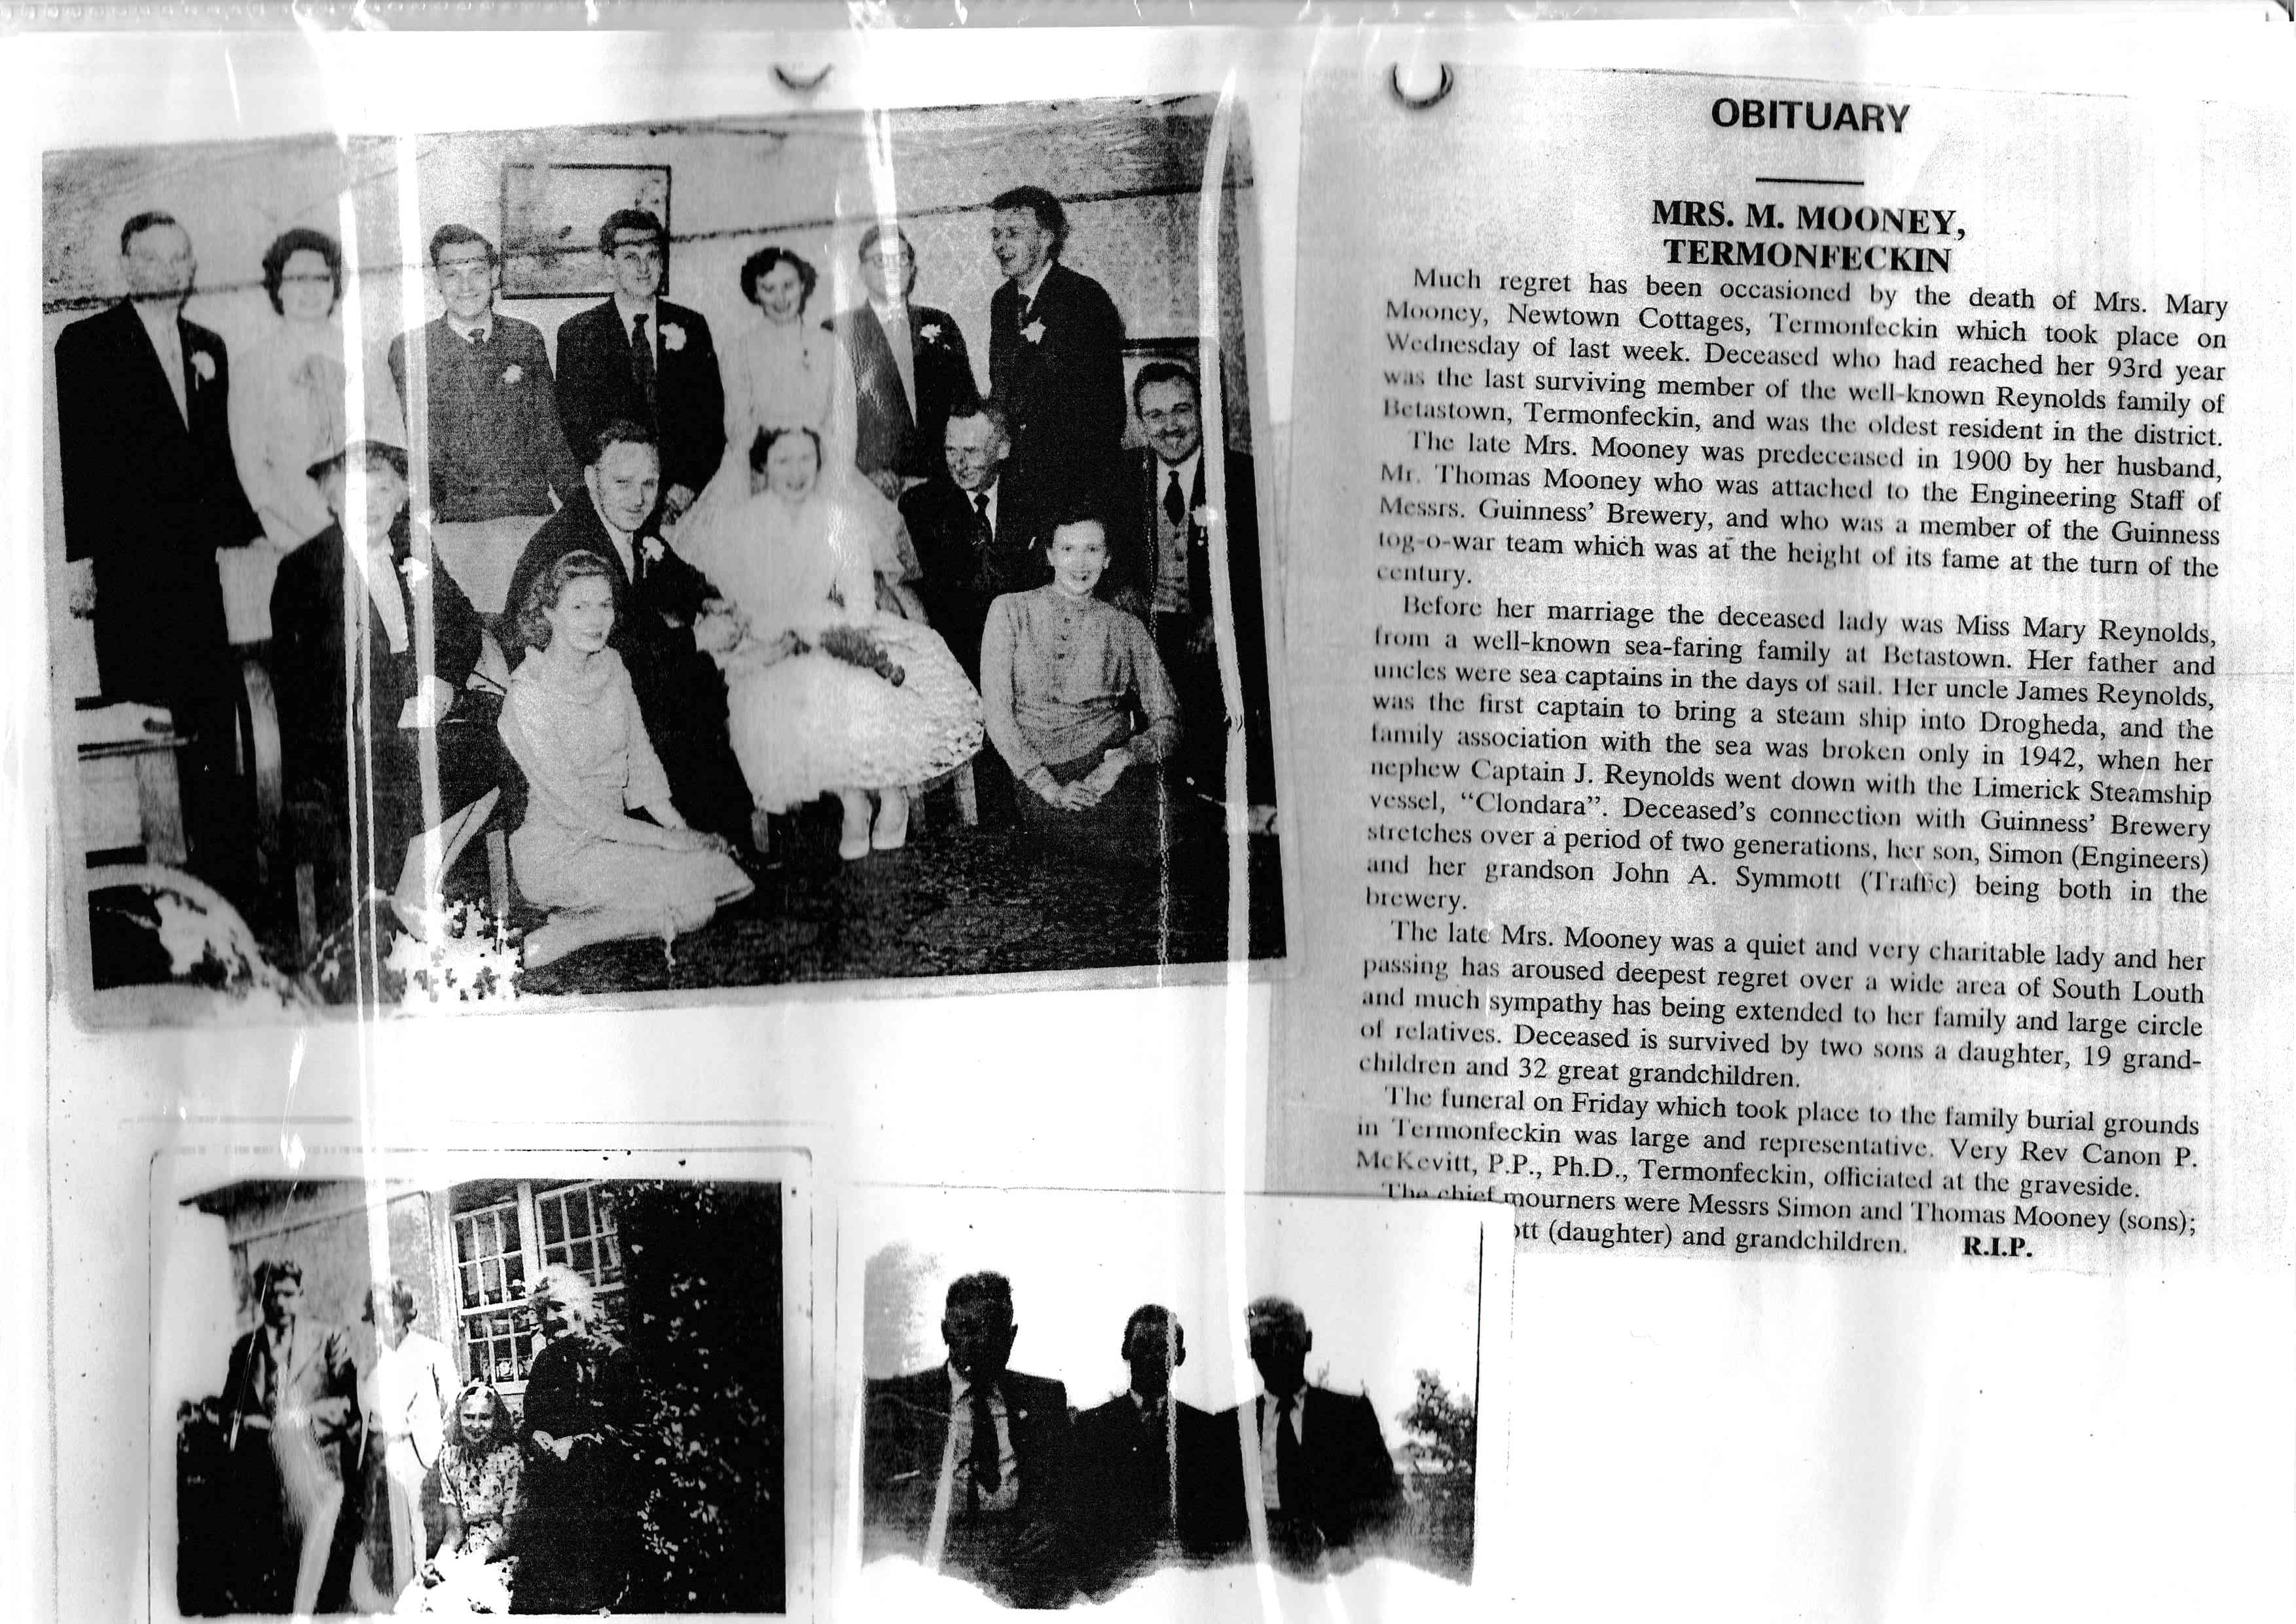 OBITUARY
MRS. M. MOONEY,
TERMONFECKIN
Much regret has been occasioned by the death of Mrs. Mary
Mooney, Newtown Cottages, Termonfeckin which took place on
Wednesday of last week. Deceased who had reached her 93rd year
was the last surviving member of the well-known Reynolds family of
Betastown, Termonfeckin, and was the oldest resident in the district.
The late Mrs. Mooney was predeceased in 1900 by her husband,
Mr. Thomas Mooney who was attached to the Engineering Staff of
Messrs. Guinness' Brewery, and who was a member of the Guinness
tog-o-war team which was at the height of its fame at the turn of the
century.
Before her marriage the deceased lady was Miss Mary Reynolds,
from a well-known sea-faring family at Betastown. Her father and
uncles were sea captains in the days of sail. Her uncle James Reynolds,
was the first captain to bring a steam ship into Drogheda, and the
family association with the sea was broken only in 1942, when her
nephew Captain J. Reynolds went down with the Limerick Steamship
vessel, "Clondara". Deceased's connection with Guinness' Brewery
stretches over a period of two generations, her son, Simon (Engineers)
and her grandson John A. Symmott (Traffic) being both in the
brewery.
The late Mrs. Mooney was a quiet and very charitable lady and her
passing has aroused deepest regret over a wide area of South Louth
and much sympathy has being extended to her family and large circle
of relatives. Deceased is survived by two sons a daughter, 19 grand-
children and 32 great grandchildren.
The funeral on Friday which took place to the family burial grounds
in Termonfeckin was large and representative. Very Rev Canon P.
McKevitt, P.P., Ph.D., Termonfeckin, officiated at the graveside.
The chief mourners were Messrs Simon and Thomas Mooney (sons);
ott (daughter) and grandchildren. R.I.P.